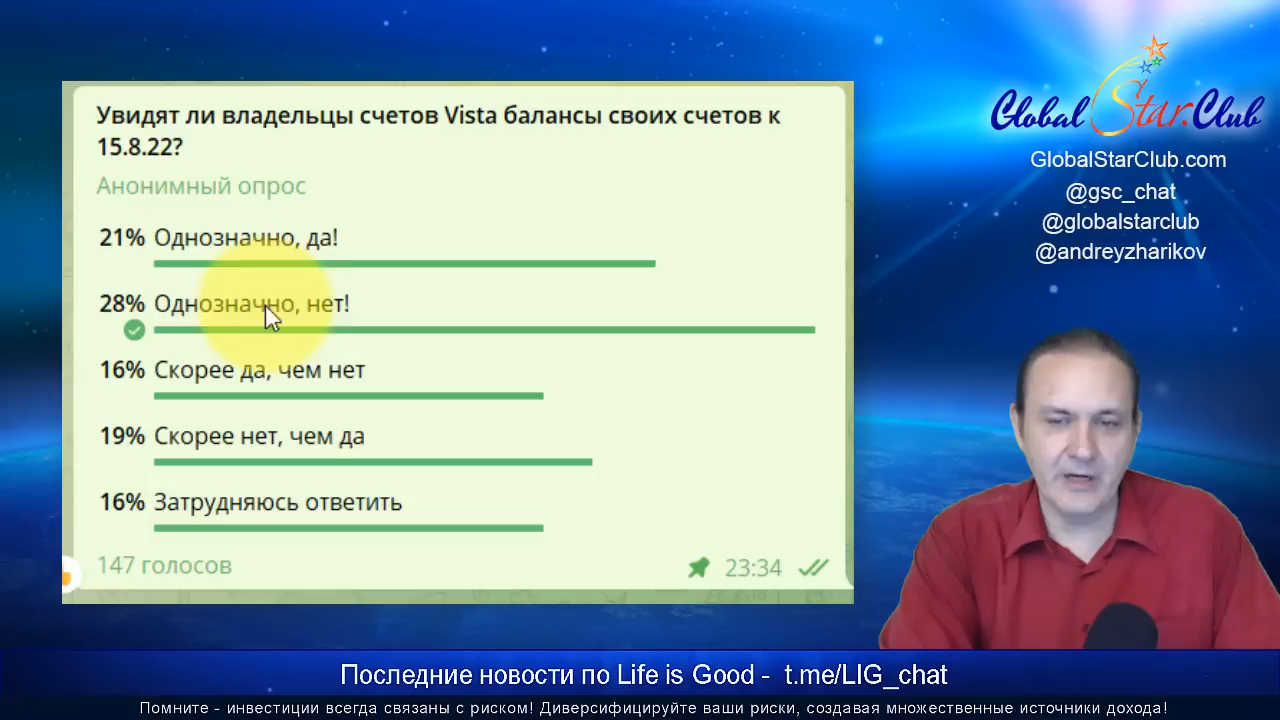 Увидят ли владельцы счетов Vista балансы своих счетов к
15.8.22?
Анонимный опрос
21% Однозначно, да!
28% Однозначно, нет!
16% Скорее да, чем нет
19% Скорее нет, чем да
16% Затрудняюсь ответить
147 голосов
23:34
Global Star.Club
GlobalStarClub.com
@gsc_chat
@globalstarclub
@andreyzharikov
Последние новости по Life is Good - t.me/LIG_chat
Помните - инвестиции всегда связаны с риском! Диверсифицируйте ваши риски, создавая множественные источники дохода!